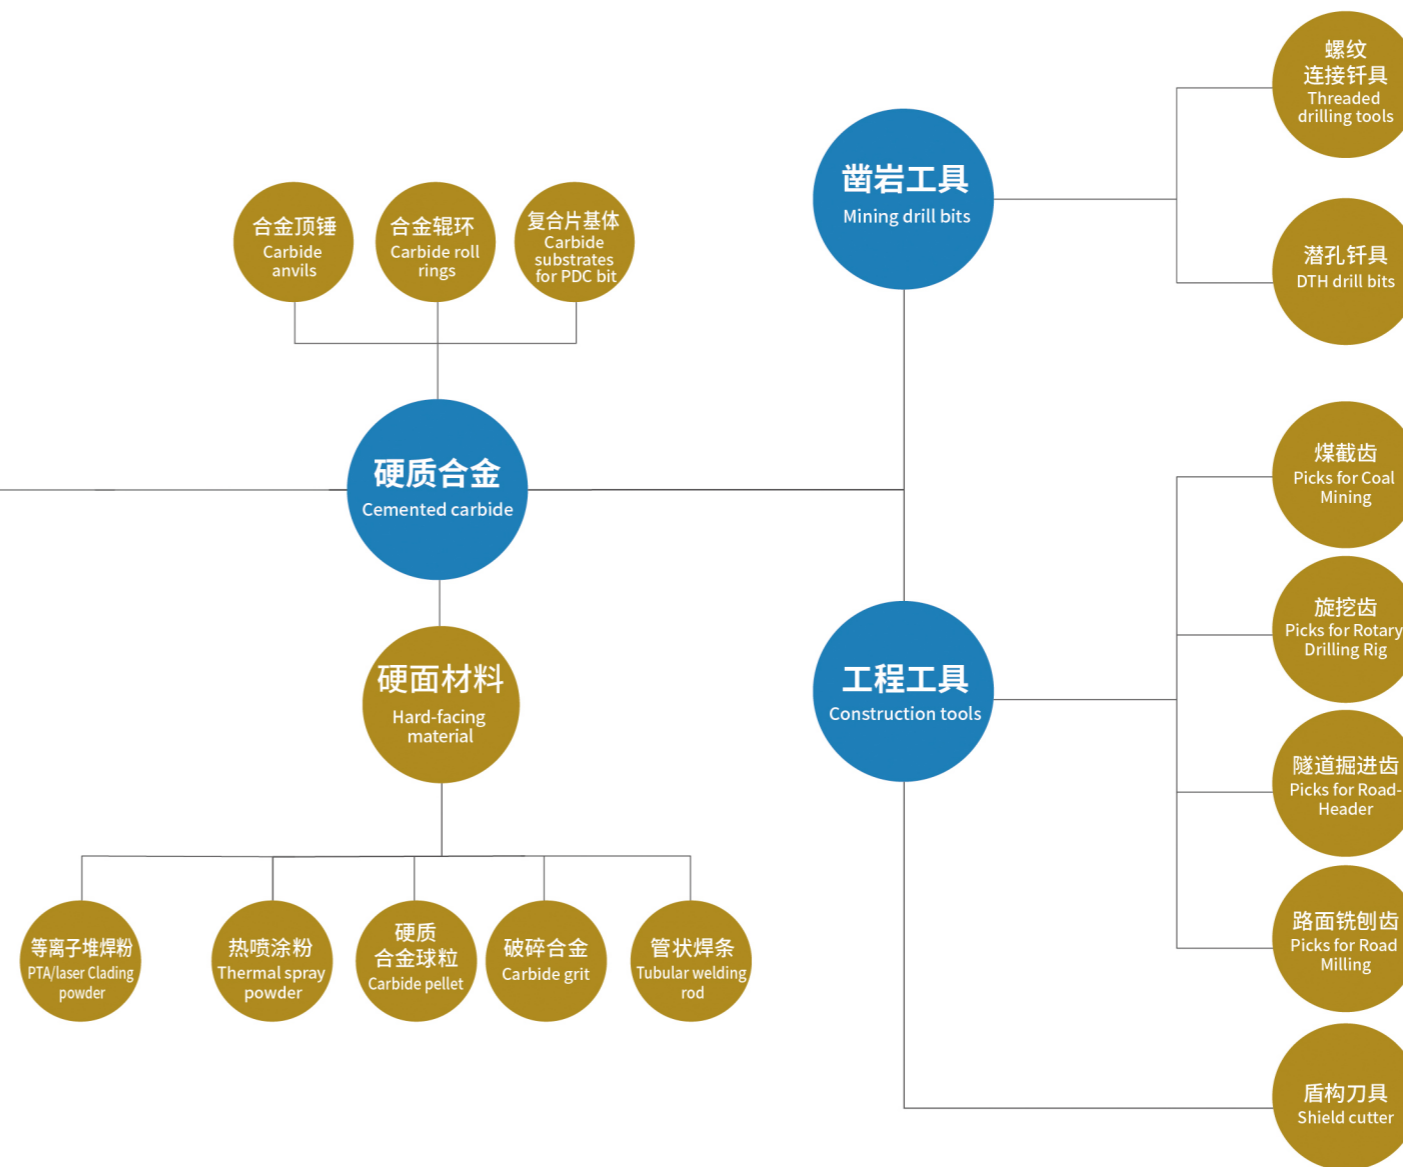 螺纹
连接钎具
Threaded
drilling tools
凿岩工具
Mining drill bits
合金顶锤
Carbide
anvils
合金辊环
Carbide roll
rings
复合片基体
Carbide
substrates
for PDC bit
潜孔钎具
DTH drill bits
硬质合金
Cemented carbide
煤截齿
Picks for Coal
Mining
旋挖齿
Picks for Rotary
Drilling Rig
硬面材料
Hard-facing
material
工程工具
Construction tools
隧道掘进齿
Picks for Road-
Header
等离子堆焊粉
PTA/laser Clading
powder
热喷涂粉
Thermal spray
powder
硬质
合金球粒
Carbide pellet
破碎合金
Carbide grit
管状焊条
Tubular welding
rod
路面铣刨齿
Picks for Road
Milling
盾构刀具
Shield cutter